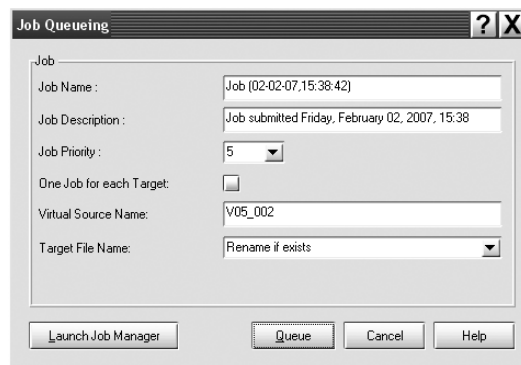 Job Queueing ? X
Job
Job Name : Job (02-02-07,15:38:42)
Job Description : Job submitted Friday, February 02, 2007, 15:38
Job Priority : 5
One Job for each Target:
Virtual Source Name: V05_002
Target File Name: Rename if exists
Launch Job Manager Queue Cancel Help